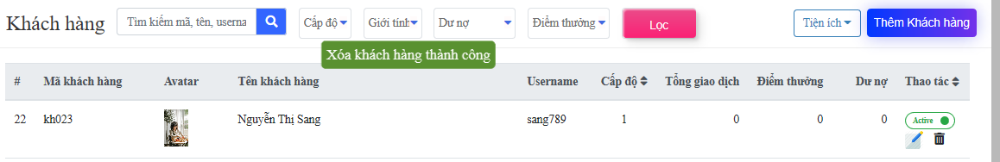 Khách hàng Tìm kiếm mã, tên, userna Cấp độ Giới tính Dư nợ Điểm thưởng Lọc Tiện ích Thêm Khách hàng
Xóa khách hàng thành công
# Mã khách hàng Avatar Tên khách hàng Username Cấp độ Tổng giao dịch Điểm thưởng Dư nợ Thao tác
22 kh023 Nguyễn Thị Sang sang789 1 0 0 0 Active